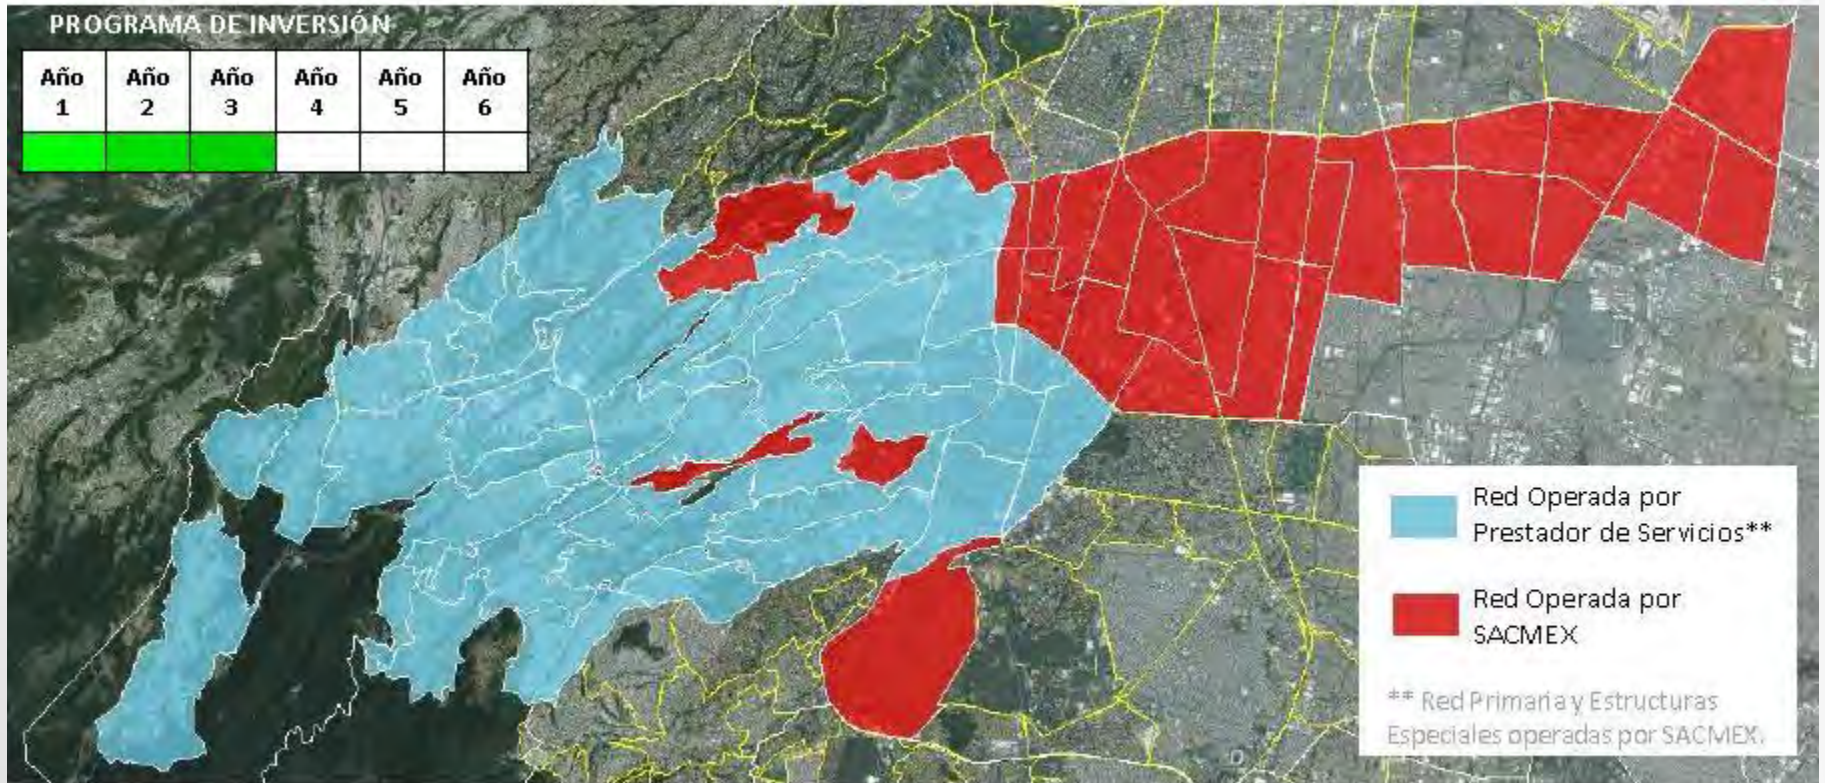 PROGRAMA DE INVERSIÓN
Año 1
Año 2
Año 3
Año 4
Año 5
Año 6
Red Operada por
Prestador de Servicios**
Red Operada por
SACMEX
** Red Primaria y Estructuras
Especiales operadas por SACMEX.